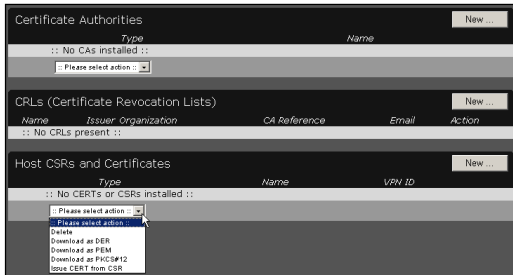 Certificate Authorities New ...
Type Name
:: No CAs installed ::
:: Please select action ::
CRLs (Certificate Revocation Lists) New ...
Name Issuer Organization CA Reference Email Action
:: No CRLs present ::
Host CSRs and Certificates New ...
Type Name VPN ID
:: No CERTs or CSRs installed ::
:: Please select action ::
:: Please select action ::
Delete
Download as DER
Download as PEM
Download as PKCS#12
Issue CERT from CSR